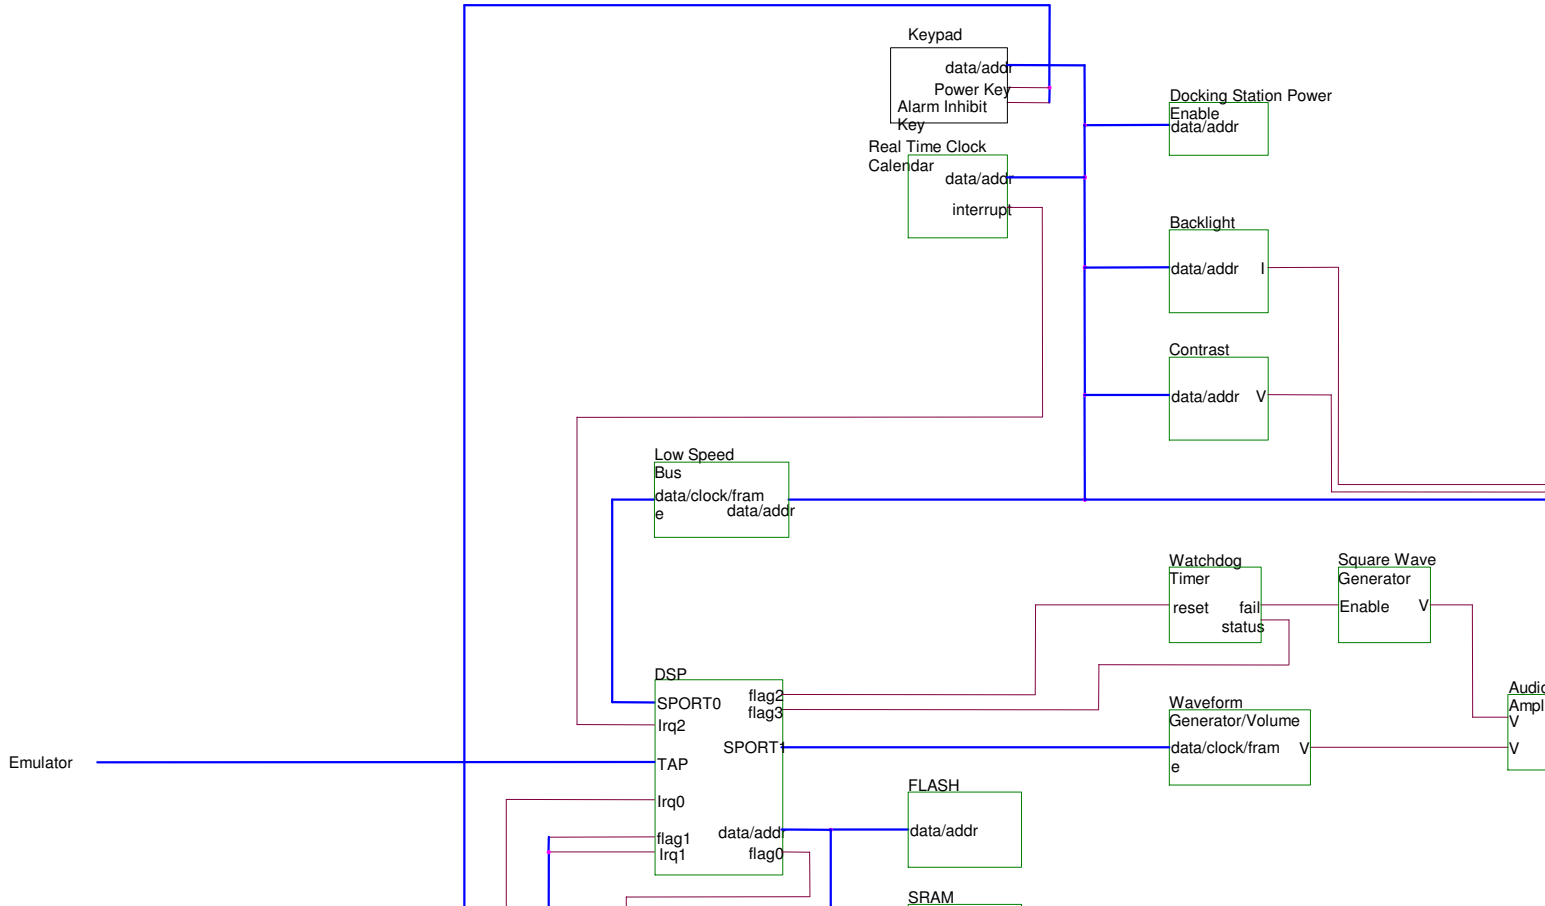 Keypad
data/addr
Power Key
Alarm Inhibit
Key
Docking Station Power
Enable
data/addr
Real Time Clock
Calendar
data/addr
interrupt
Backlight
data/addr I
Contrast
data/addr V
Low Speed
Bus
data/clock/fram
e
data/addr
Watchdog
Timer
reset fail
status
Square Wave
Generator
Enable V
DSP
SPORT0
Irq2
TAP
Irq0
flag1
Irq1
flag2
flag3
SPORT1
data/addr
flag0
Waveform
Generator/Volume
data/clock/fram
e
V
Audio
Ampl
V
V
Emulator
FLASH
data/addr
SRAM